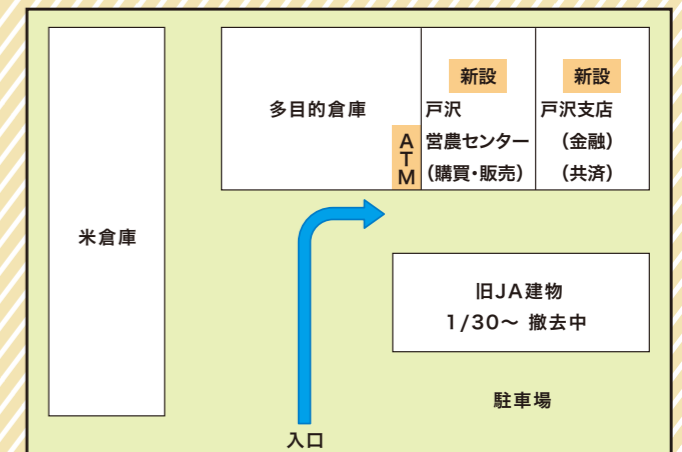 米倉庫
多目的倉庫
ATM
新設
戸沢
営農センター
(購買・販売)
新設
戸沢支店
(金融)
(共済)
旧JA建物
1/30〜 撤去中
駐車場
入口